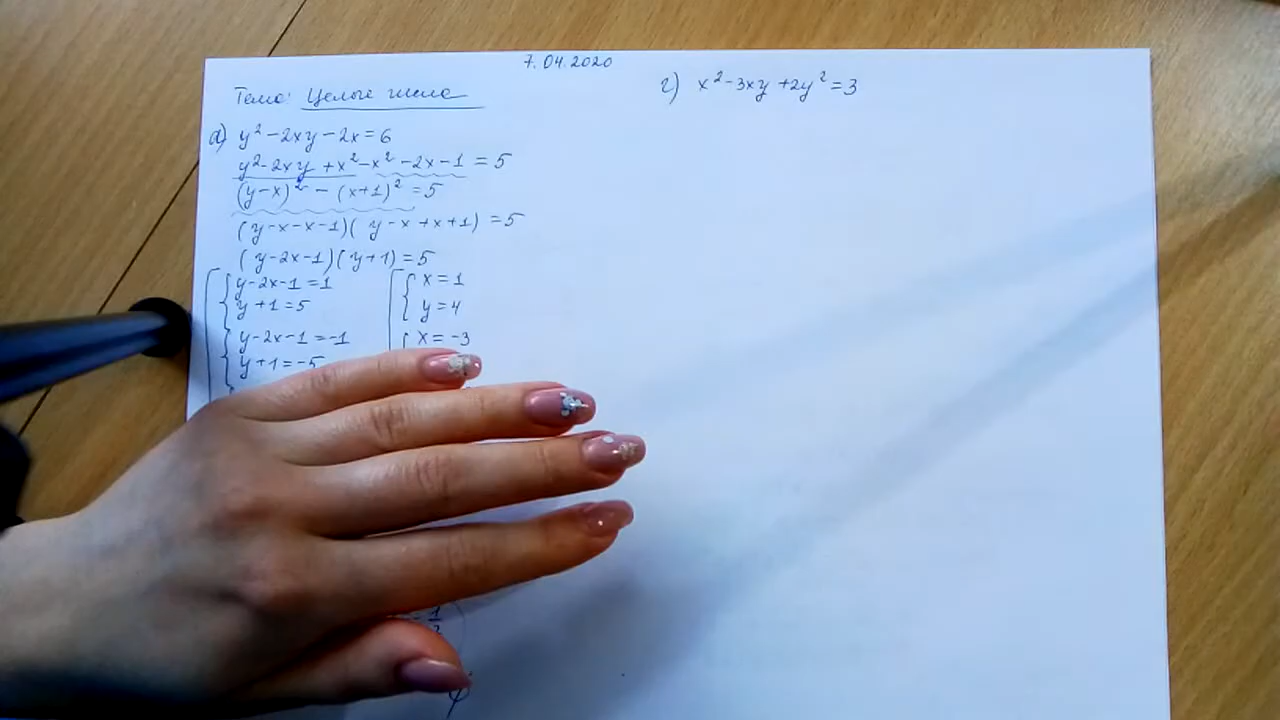 7.04.2020
Тема: Целые числа
а) y² - 2xy - 2x = 6
y² - 2xy + x² - x² - 2x - 1 = 5
(y-x)² - (x+1)² = 5
(y-x-x-1)(y-x+x+1) = 5
(y-2x-1)(y+1) = 5
y-2x-1=1
y+1=5
y-2x-1=-1
y+1=-5
x=1
y=4
x=-3
г) x² - 3xy + 2y² = 3